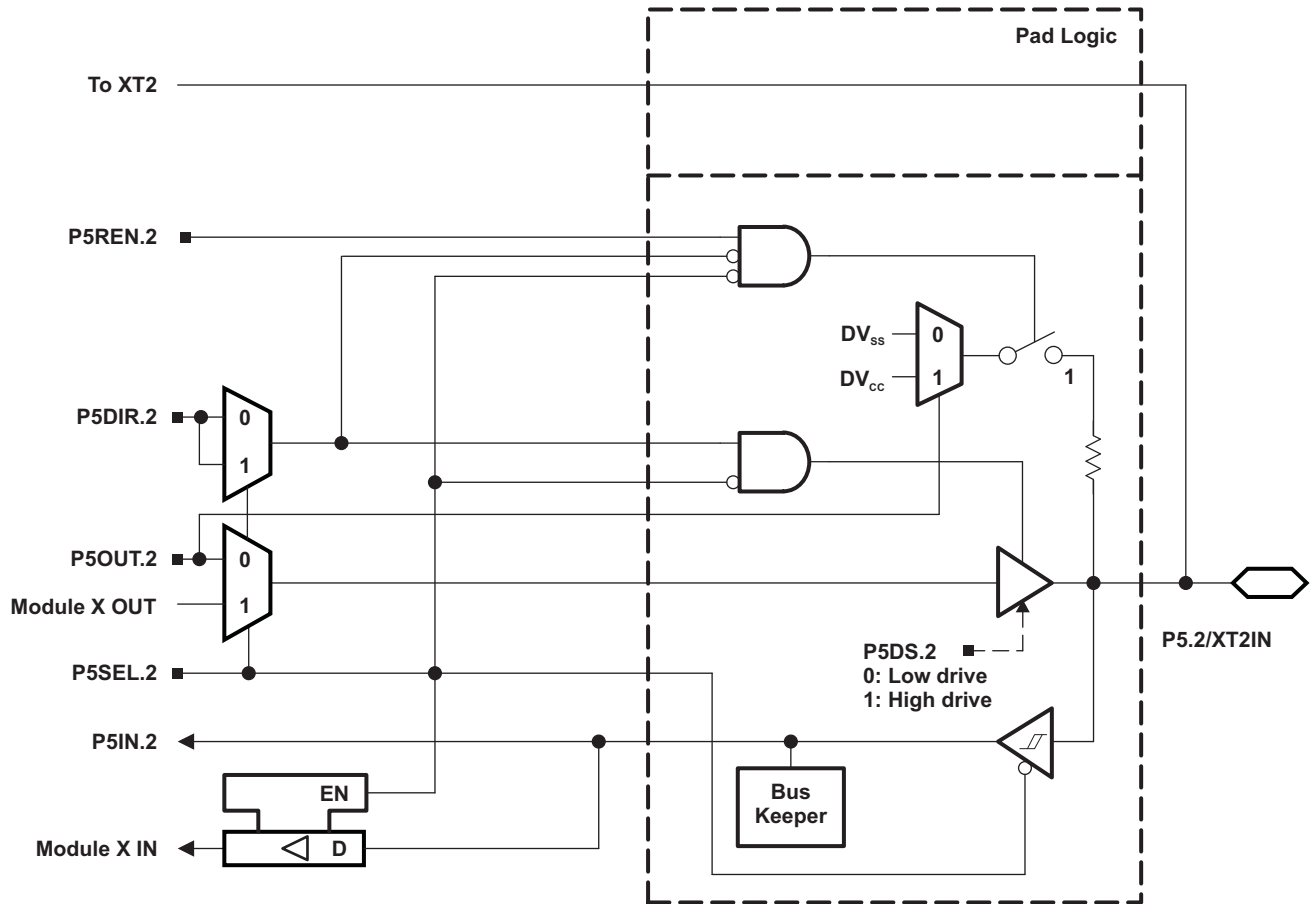 Pad Logic
To XT2
P5REN.2
DVSS
0
DVCC
1
1
P5DIR.2
0
1
P5OUT.2
0
Module X OUT
1
P5SEL.2
P5DS.2
0: Low drive
1: High drive
P5.2/XT2IN
P5IN.2
Bus
Keeper
EN
Module X IN
D